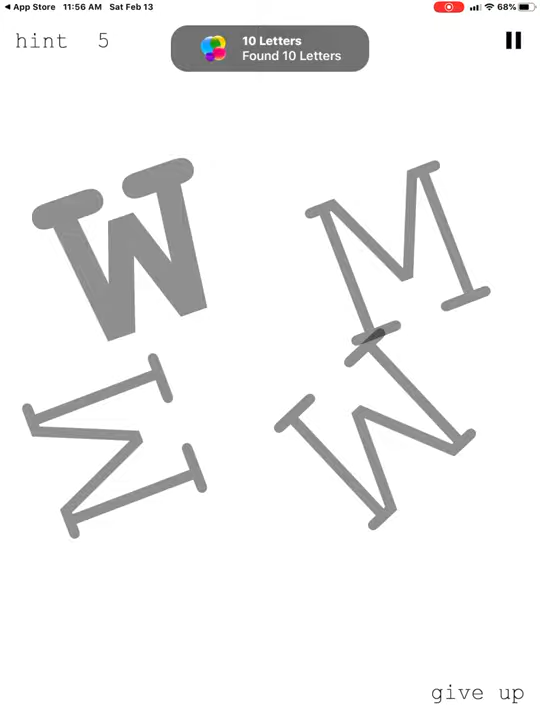 App Store 11:56 AM Sat Feb 13 68%
hint 5
10 Letters
Found 10 Letters
W M
M M
give up